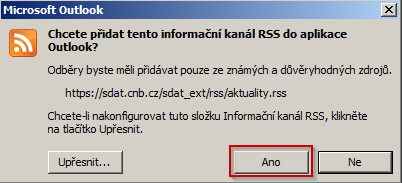 Microsoft Outlook
Chcete přidat tento informační kanál RSS do aplikace
Outlook?
Odběry byste měli přidávat pouze ze známých a důvěryhodných zdrojů.
https://sdat.cnb.cz/sdat_ext/rss/aktuality.rss
Chcete-li nakonfigurovat tuto složku Informační kanál RSS, klikněte
na tlačítko Upřesnit.
Upřesnit...
Ano
Ne